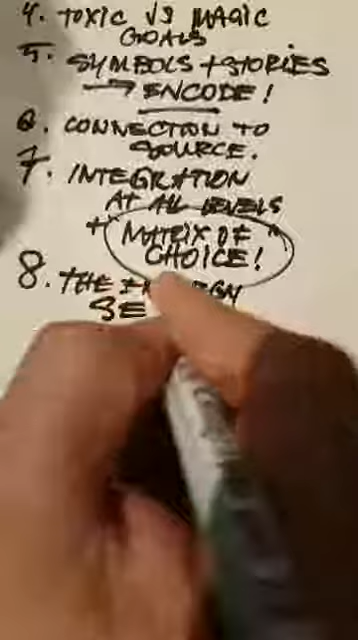 4. TOXIC VS MAGIC
GOALS
5. SYMBOLS + STORIES
→ ENCODE!
6. CONNECTION TO
SOURCE.
7. INTEGRATION
AT ALL LEVELS
+ "MATRIX OF "
CHOICE!
8. THE
SE